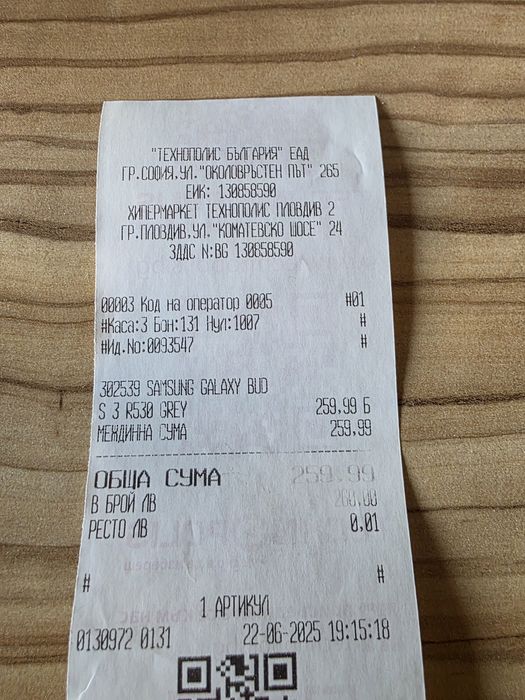 "ТЕХНОПОЛИС БЪЛГАРИЯ" ЕАД
ГР.СОФИЯ.УЛ."ОКОЛОВРЪСТЕН ПЪТ" 265
ЕИК: 130858590
ХИПЕРМАРКЕТ ТЕХНОПОЛИС ПЛОВДИВ 2
ГР.ПЛОВДИВ,УЛ."КОМАТЕВСКО ШОСЕ" 24
ЗДДС N:BG 130858590
00003 Код на оператор 0005 #01
#Каса:3 Бон:131 Нул:1007 #
#Ид.No:0093547 #
302539 SAMSUNG GALAXY BUD
S 3 R530 GREY 259,99 Б
МЕЖДИННА СУМА 259,99
ОБЩА СУМА 259.99
В БРОЙ ЛВ 260,00
РЕСТО ЛВ 0,01
# #
1 АРТИКУЛ
0130972 0131 22-06-2025 19:15:18